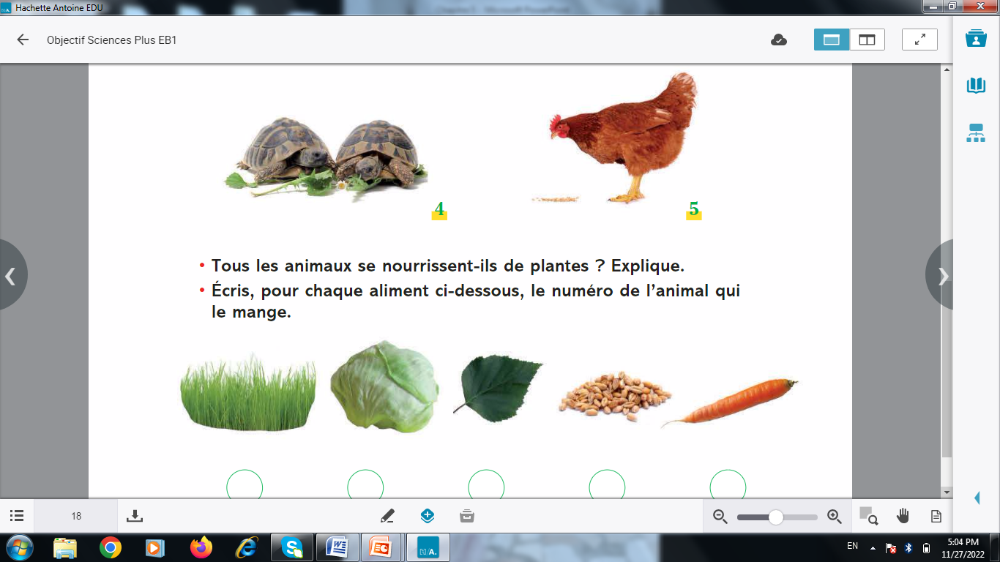 Hachette Antoine EDU
Objectif Sciences Plus EB1
4
5
• Tous les animaux se nourrissent-ils de plantes ? Explique.
• Écris, pour chaque aliment ci-dessous, le numéro de l'animal qui
le mange.
18
EN
5:04 PM
11/27/2022